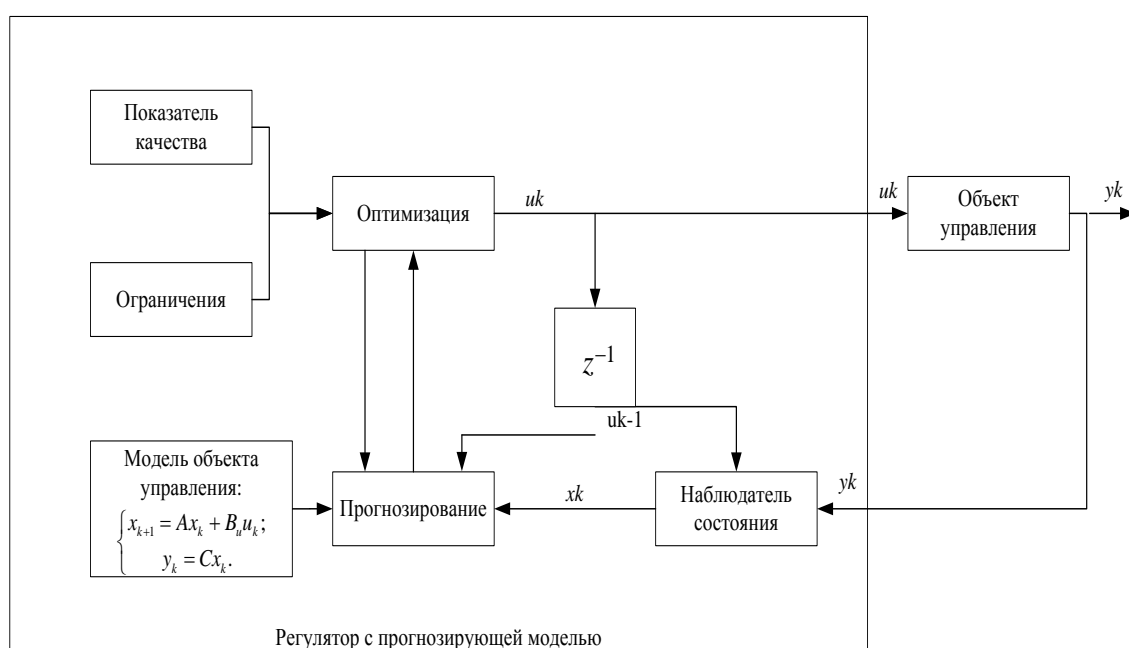 Показатель
качества
Оптимизация
uk
uk
Объект
управления
yk
Ограничения
z⁻¹
uk-1
Модель объекта
управления:
xₖ₊₁ = Axₖ + Bᵤuₖ;
yₖ = Cxₖ.
Прогнозирование
xk
Наблюдатель
состояния
yk
Регулятор с прогнозирующей моделью